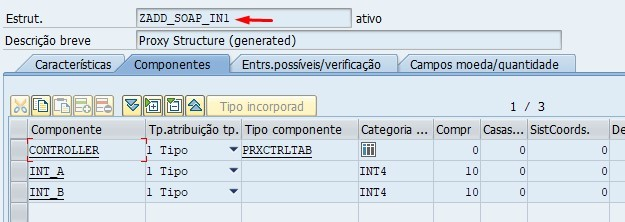 Estrut. ZADD_SOAP_IN1 ativo
Descrição breve Proxy Structure (generated)
Características Componentes Entrs.possíveis/verificação Campos moeda/quantidade
Tipo incorporad 1 / 3
Componente Tp.atribuição tp. Tipo componente Categoria ... Compr Casas... SistCoords. De
CONTROLLER 1 Tipo PRXCTRLTAB 0 0 0
INT_A 1 Tipo INT4 10 0 0
INT_B 1 Tipo INT4 10 0 0